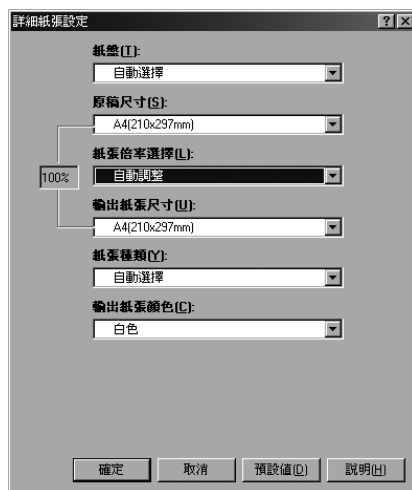 詳細紙張設定
紙盤(T):
自動選擇
原稿尺寸(S):
A4(210x297mm)
紙張倍率選擇(L):
100%
自動調整
輸出紙張尺寸(U):
A4(210x297mm)
紙張種類(Y):
自動選擇
輸出紙張顏色(C):
白色
確定 取消 預設值(D) 說明(H)